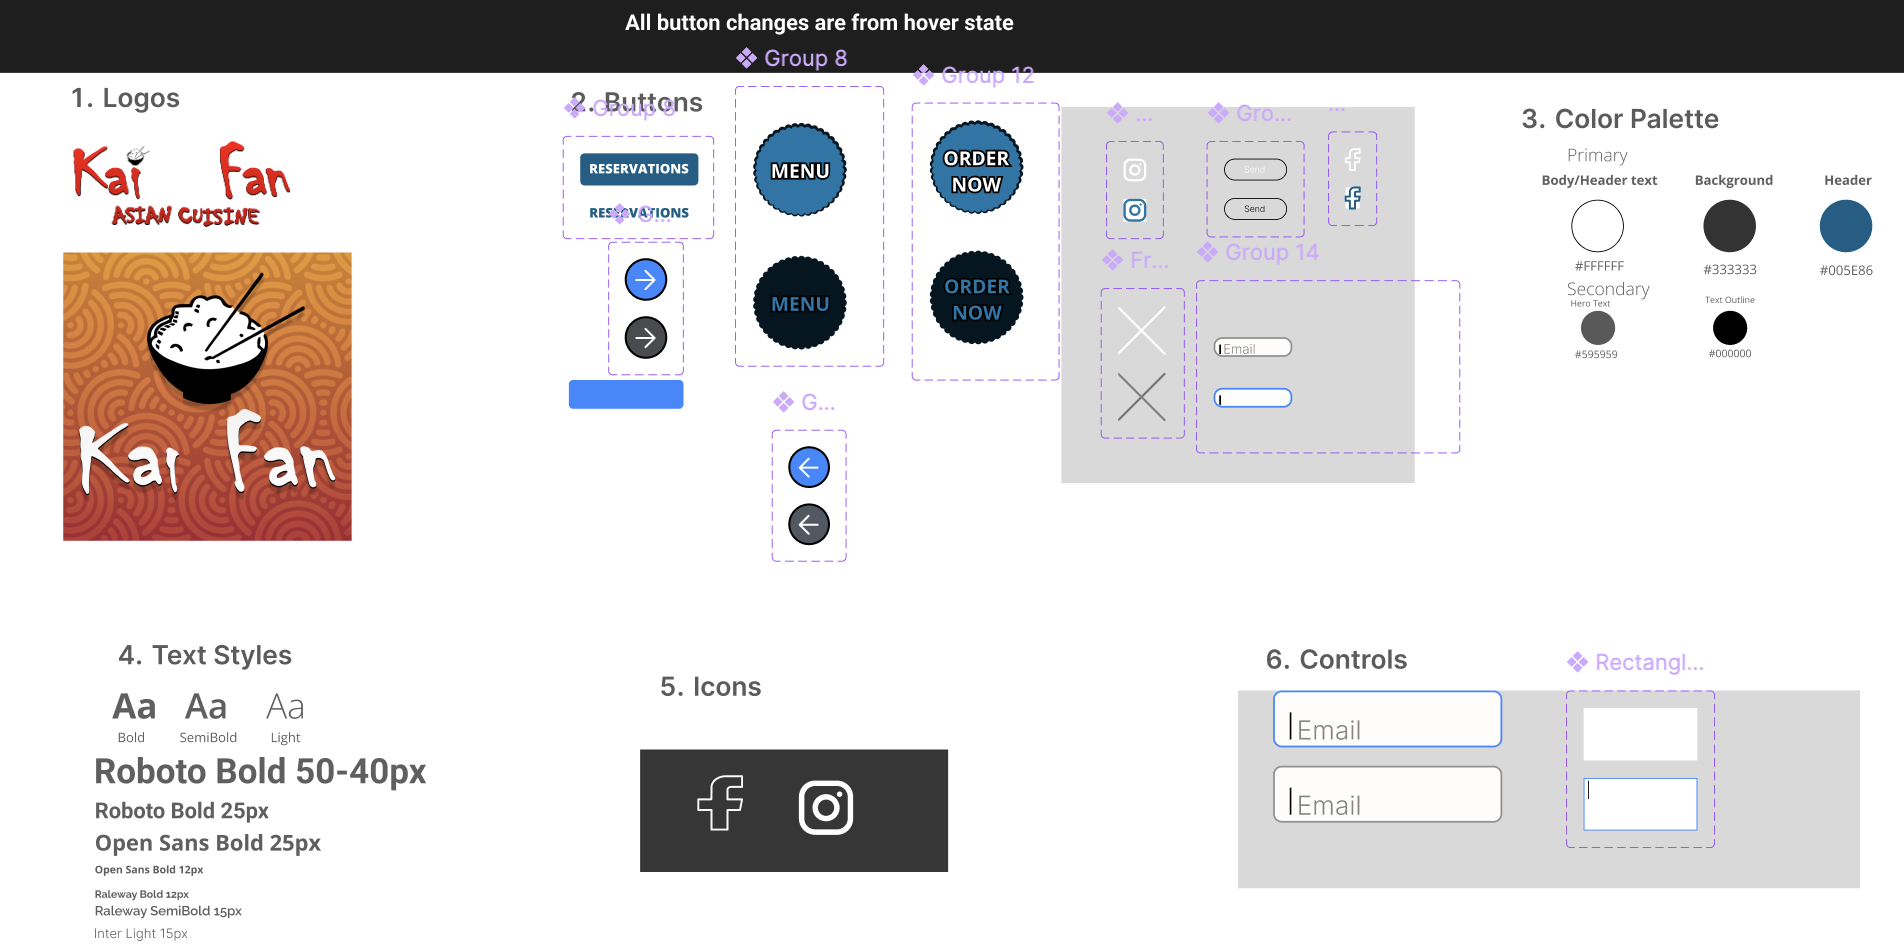 All button changes are from hover state
1. Logos
Kai Fan
ASIAN CUISINE
Kai Fan
2. Buttons
Group 8
Group 8
Group 12
RESERVATIONS
RESERVATIONS
G...
MENU
MENU
ORDER
NOW
ORDER
NOW
G...
...
Gro...
...
Send
Send
Fr...
Group 14
Email
3. Color Palette
Primary
Body/Header text
Background
Header
#FFFFFF
#333333
#005E86
Secondary
Hero Text
Text Outline
#595959
#000000
4. Text Styles
Aa
Aa
Aa
Bold
SemiBold
Light
Roboto Bold 50-40px
Roboto Bold 25px
Open Sans Bold 25px
Open Sans Bold 12px
Raleway Bold 12px
Raleway SemiBold 15px
Inter Light 15px
5. Icons
6. Controls
Rectangl...
Email
Email